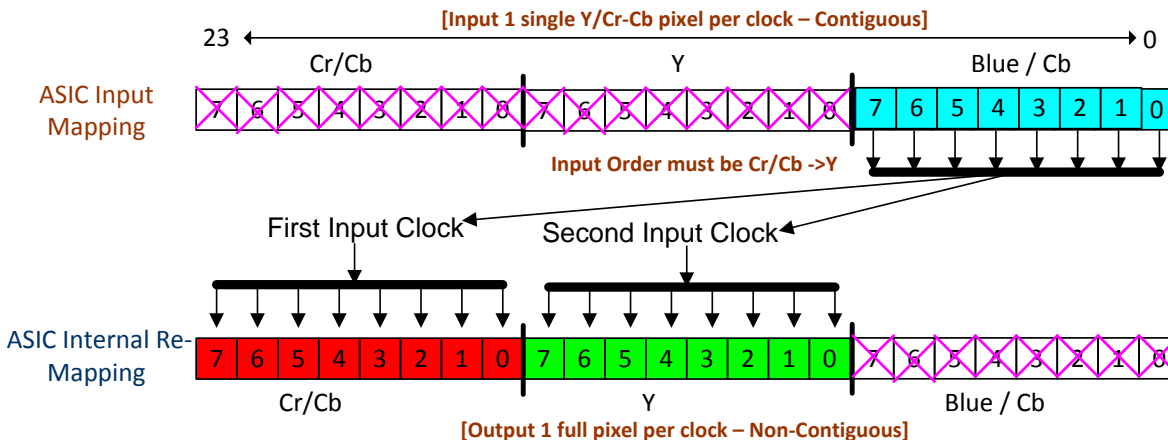 [Input 1 single Y/Cr-Cb pixel per clock – Contiguous]
23 0
Cr/Cb Y Blue / Cb
ASIC Input
Mapping
7 6 5 4 3 2 1 0 7 6 5 4 3 2 1 0 7 6 5 4 3 2 1 0
Input Order must be Cr/Cb ->Y
First Input Clock Second Input Clock
ASIC Internal Re-
Mapping
7 6 5 4 3 2 1 0 7 6 5 4 3 2 1 0 7 6 5 4 3 2 1 0
Cr/Cb Y Blue / Cb
[Output 1 full pixel per clock – Non-Contiguous]